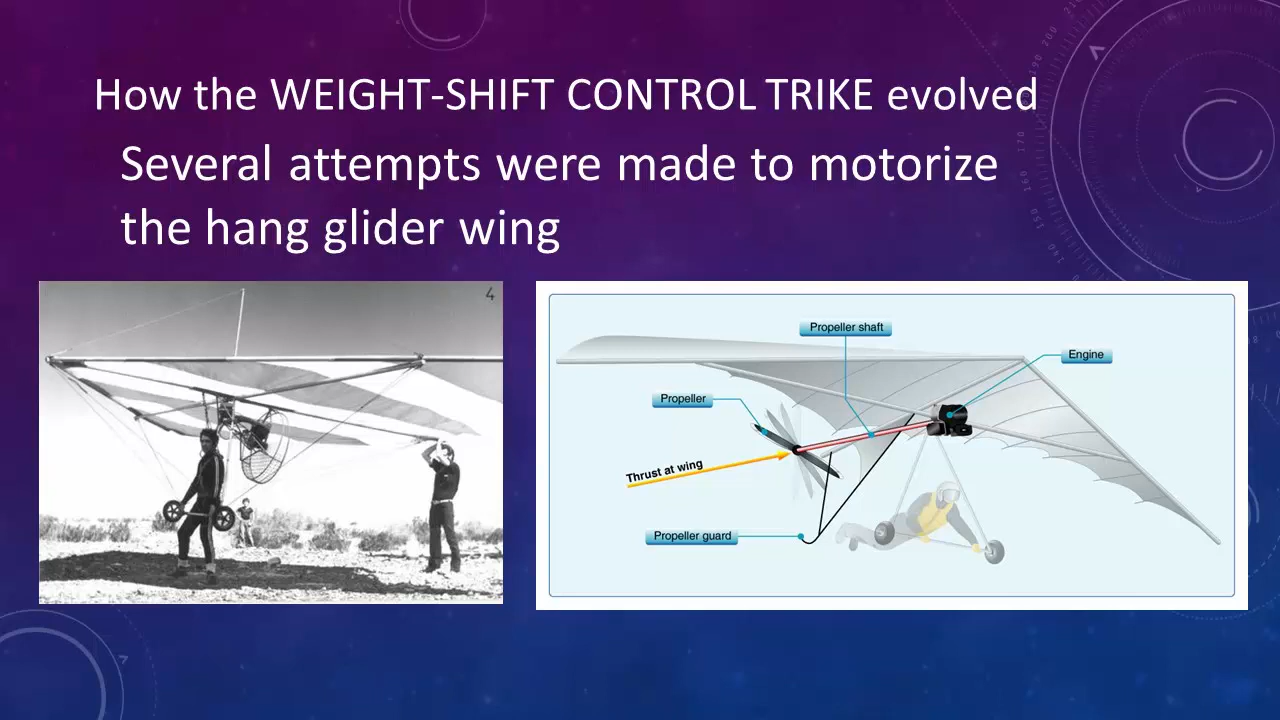 How the WEIGHT-SHIFT CONTROL TRIKE evolved
Several attempts were made to motorize
the hang glider wing
4
Propeller shaft
Engine
Propeller
Thrust at wing
Propeller guard